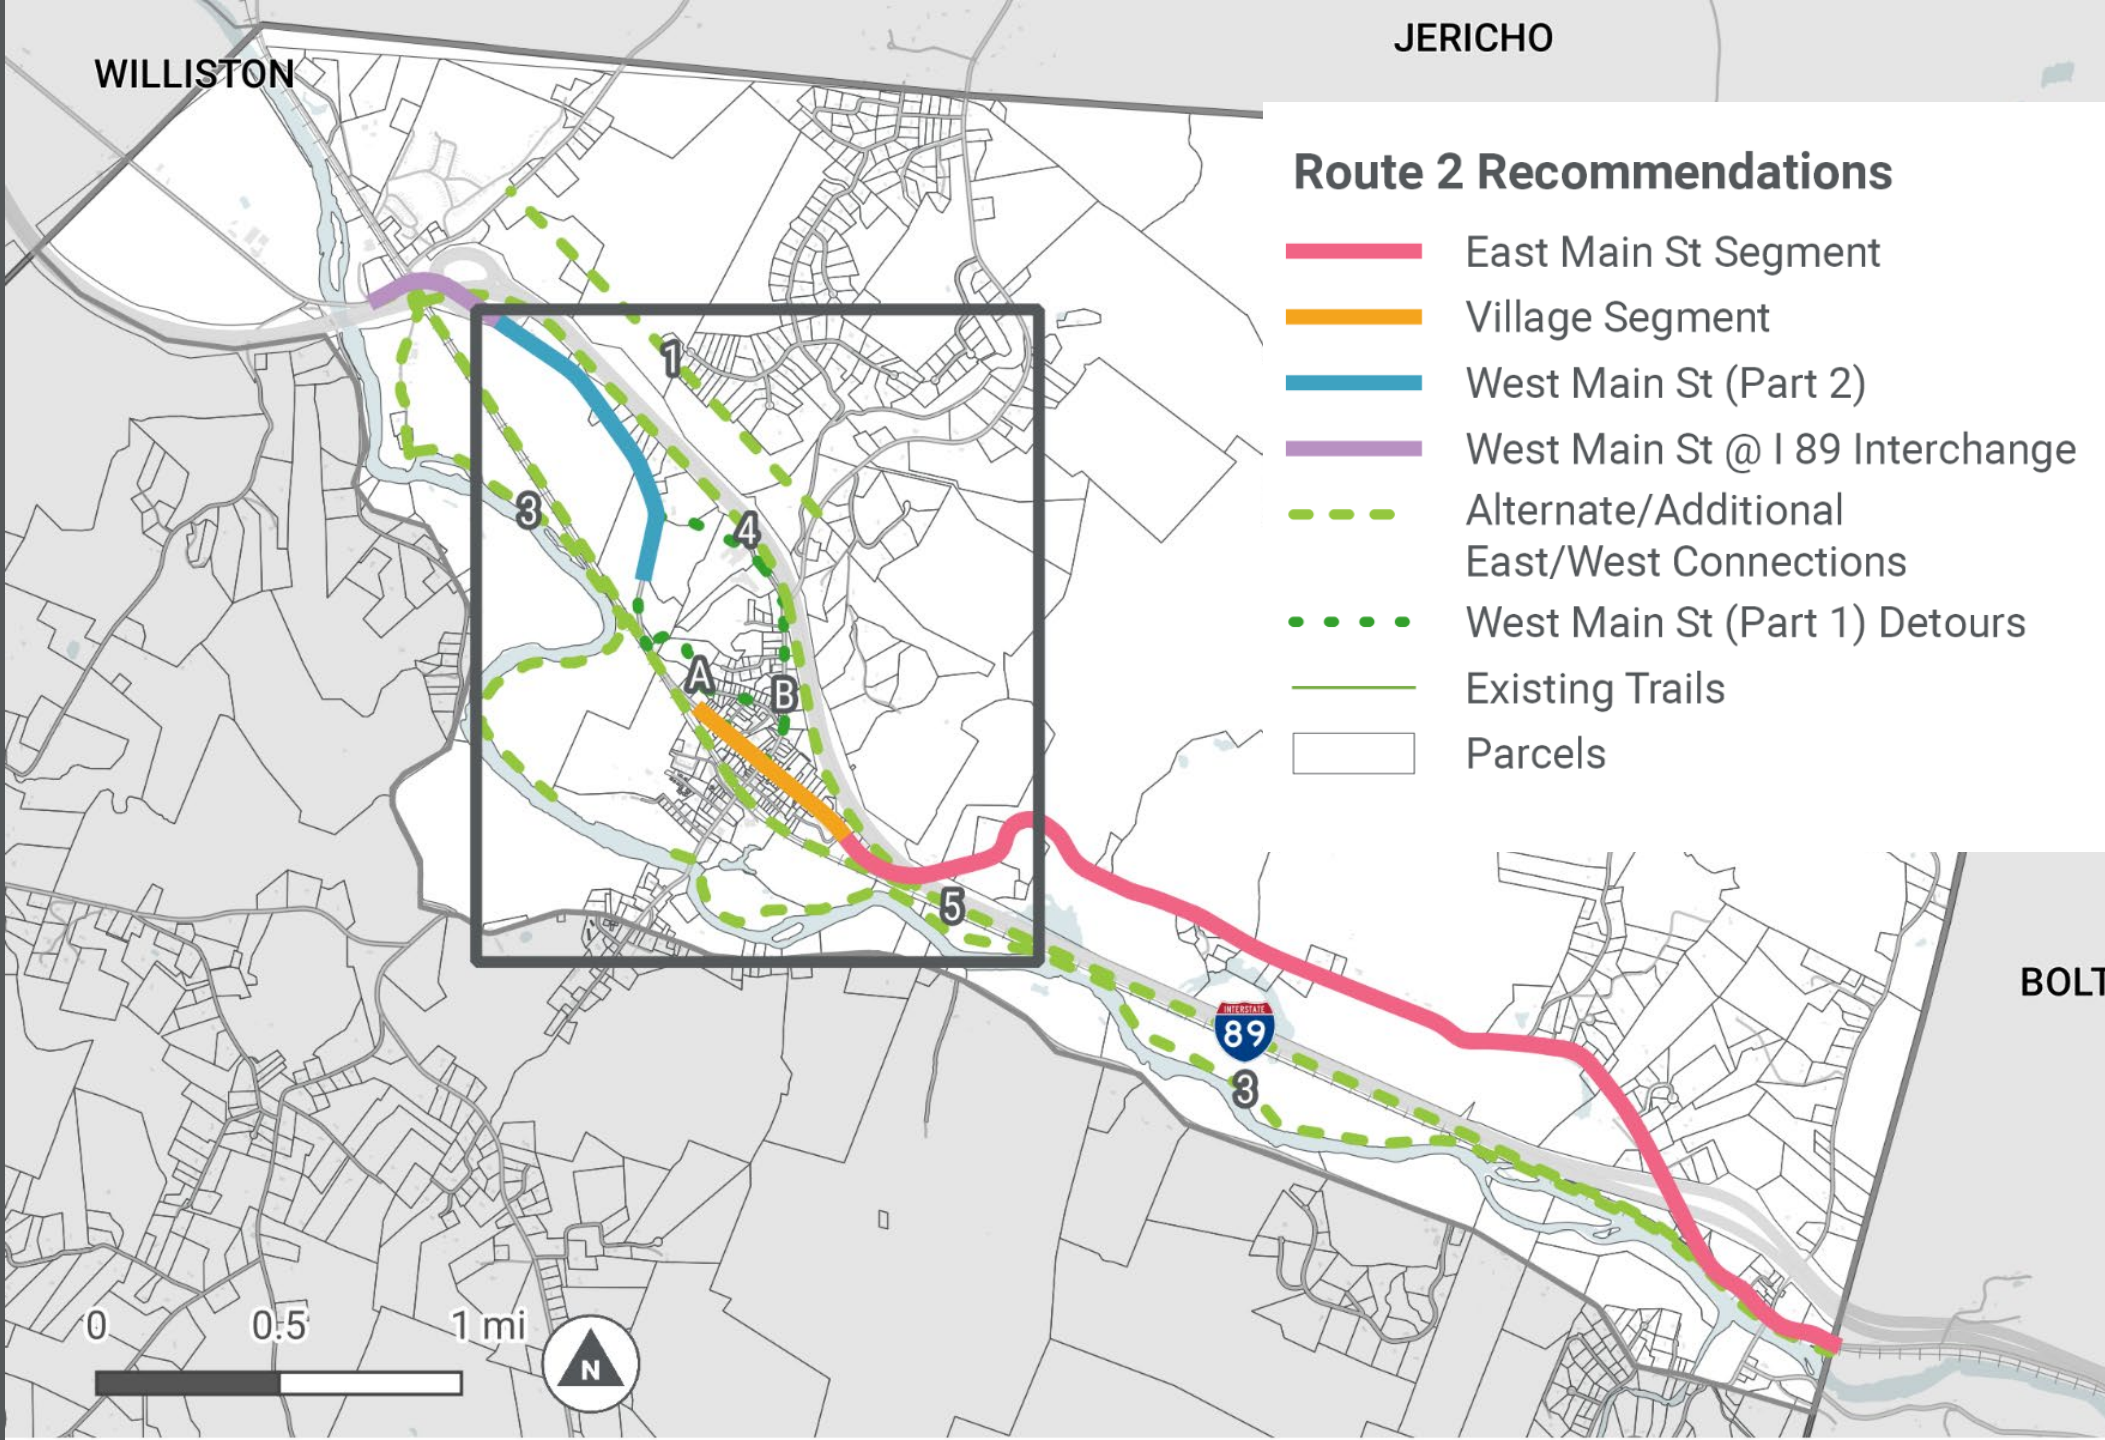 JERICHO
WILLISTON
Route 2 Recommendations
East Main St Segment
Village Segment
West Main St (Part 2)
West Main St @ I 89 Interchange
Alternate/Additional
East/West Connections
West Main St (Part 1) Detours
Existing Trails
Parcels
1
3
4
A
B
5
BOLT
INTERSTATE
89
3
0
0.5
1 mi
N